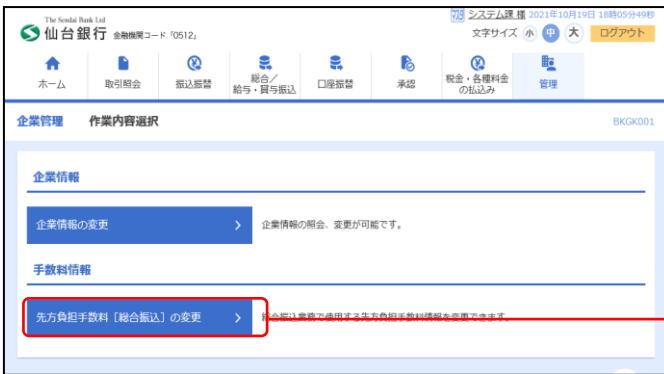 The Sendai Bank Ltd
仙台銀行 金融機関コード「0512」
システム課 様 2021年10月19日 18時05分49秒
文字サイズ 小 中 大 ログアウト
ホーム 取引照会 振込振替 総合／給与・賞与振込 口座振替 承認 税金・各種料金の払込み 管理
企業管理 作業内容選択 BKGK001
企業情報
企業情報の変更 企業情報の照会、変更が可能です。
手数料情報
先方負担手数料［総合振込］の変更 総合振込業務で使用する先方負担手数料情報を変更できます。